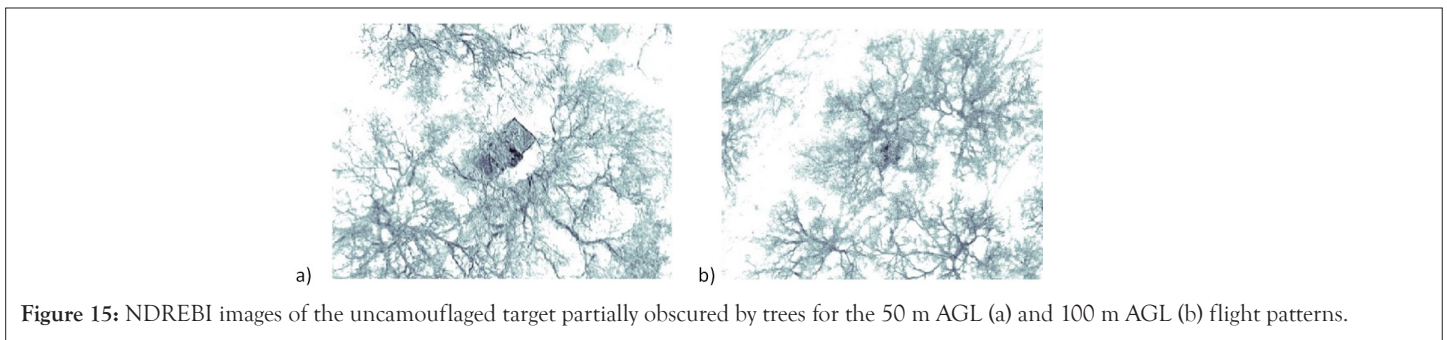 a)
b)
Figure 15: NDREBI images of the uncamouflaged target partially obscured by trees for the 50 m AGL (a) and 100 m AGL (b) flight patterns.